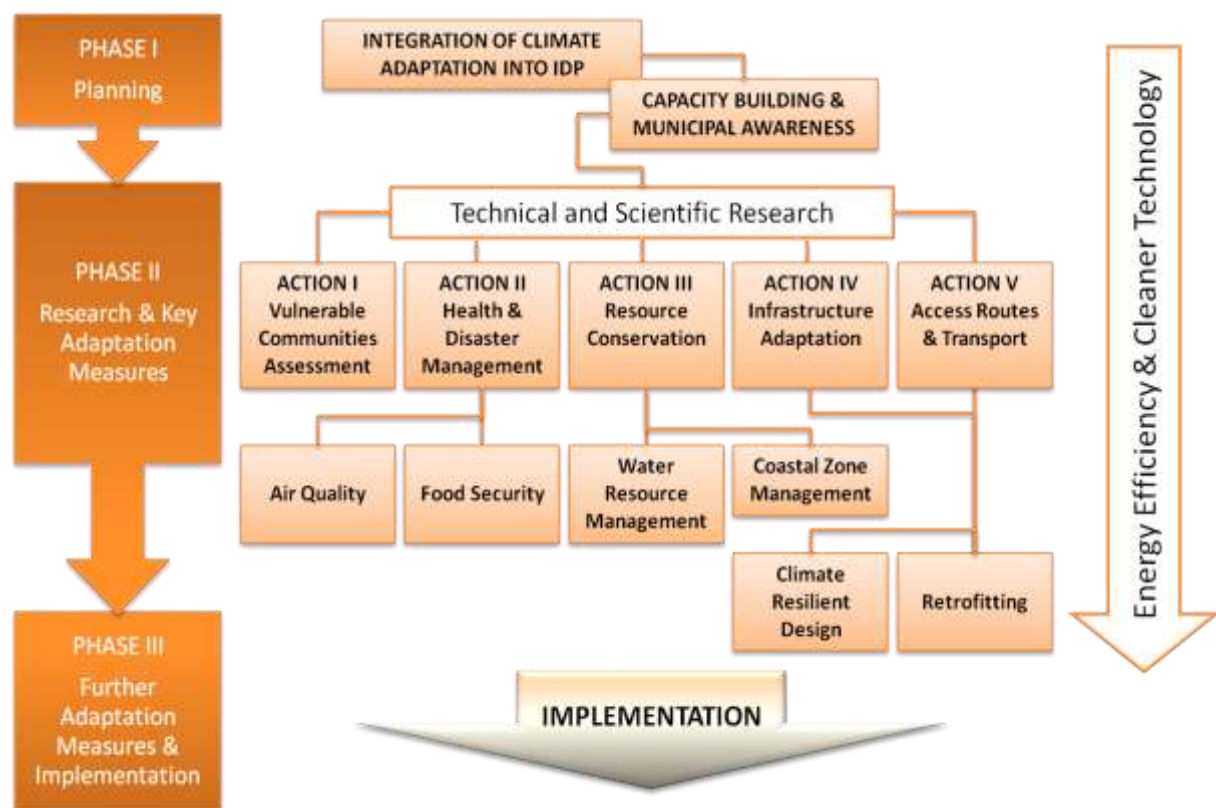 PHASE I
Planning
INTEGRATION OF CLIMATE
ADAPTATION INTO IDP
CAPACITY BUILDING &
MUNICIPAL AWARENESS
PHASE II
Research & Key
Adaptation
Measures
Technical and Scientific Research
ACTION I
Vulnerable
Communities
Assessment
ACTION II
Health &
Disaster
Management
ACTION III
Resource
Conservation
ACTION IV
Infrastructure
Adaptation
ACTION V
Access Routes
& Transport
Air Quality
Food Security
Water
Resource
Management
Coastal Zone
Management
Climate
Resilient
Design
Retrofitting
PHASE III
Further
Adaptation
Measures &
Implementation
IMPLEMENTATION
Energy Efficiency & Cleaner Technology